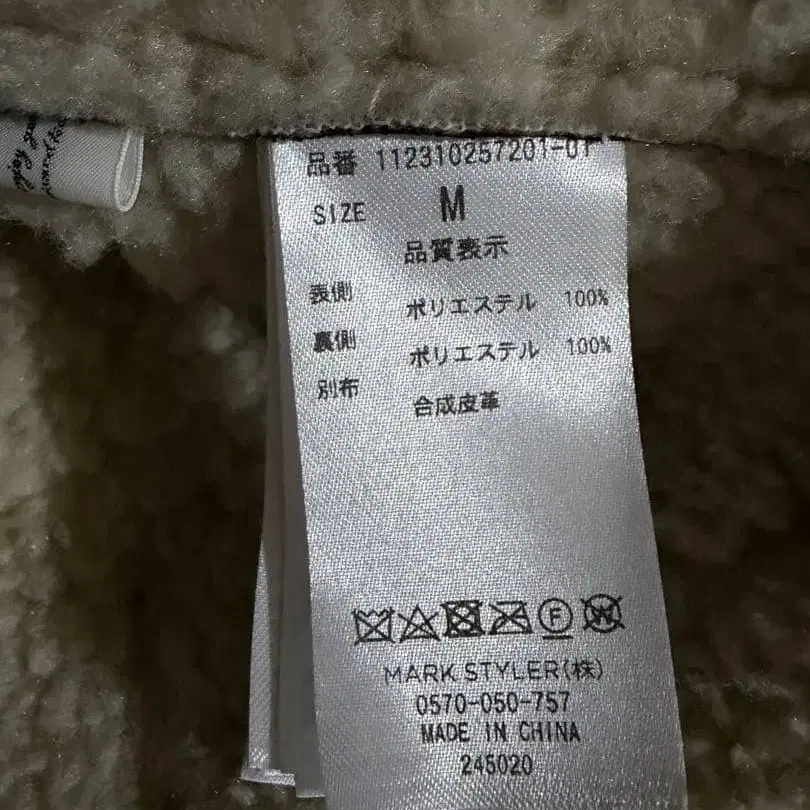 品番 112310257201-01
SIZE M
品質表示
表側 ポリエステル 100%
裏側 ポリエステル 100%
別布 合成皮革
F W
MARK STYLER(株)
0570-050-757
MADE IN CHINA
245020